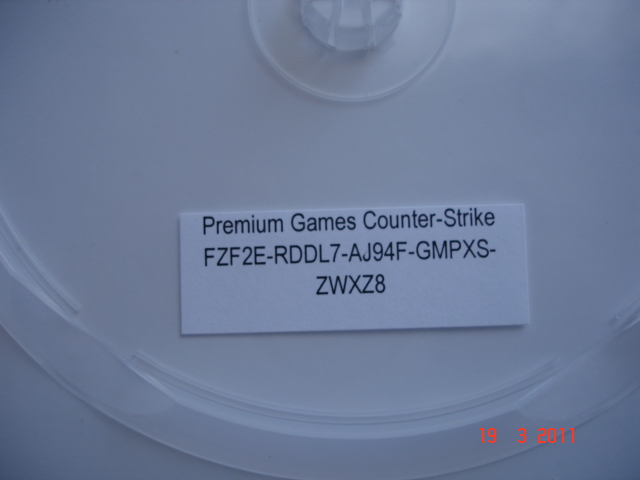 Premium Games Counter-Strike
FZF2E-RDDL7-AJ94F-GMPXS-
ZWXZ8
19 3 2011